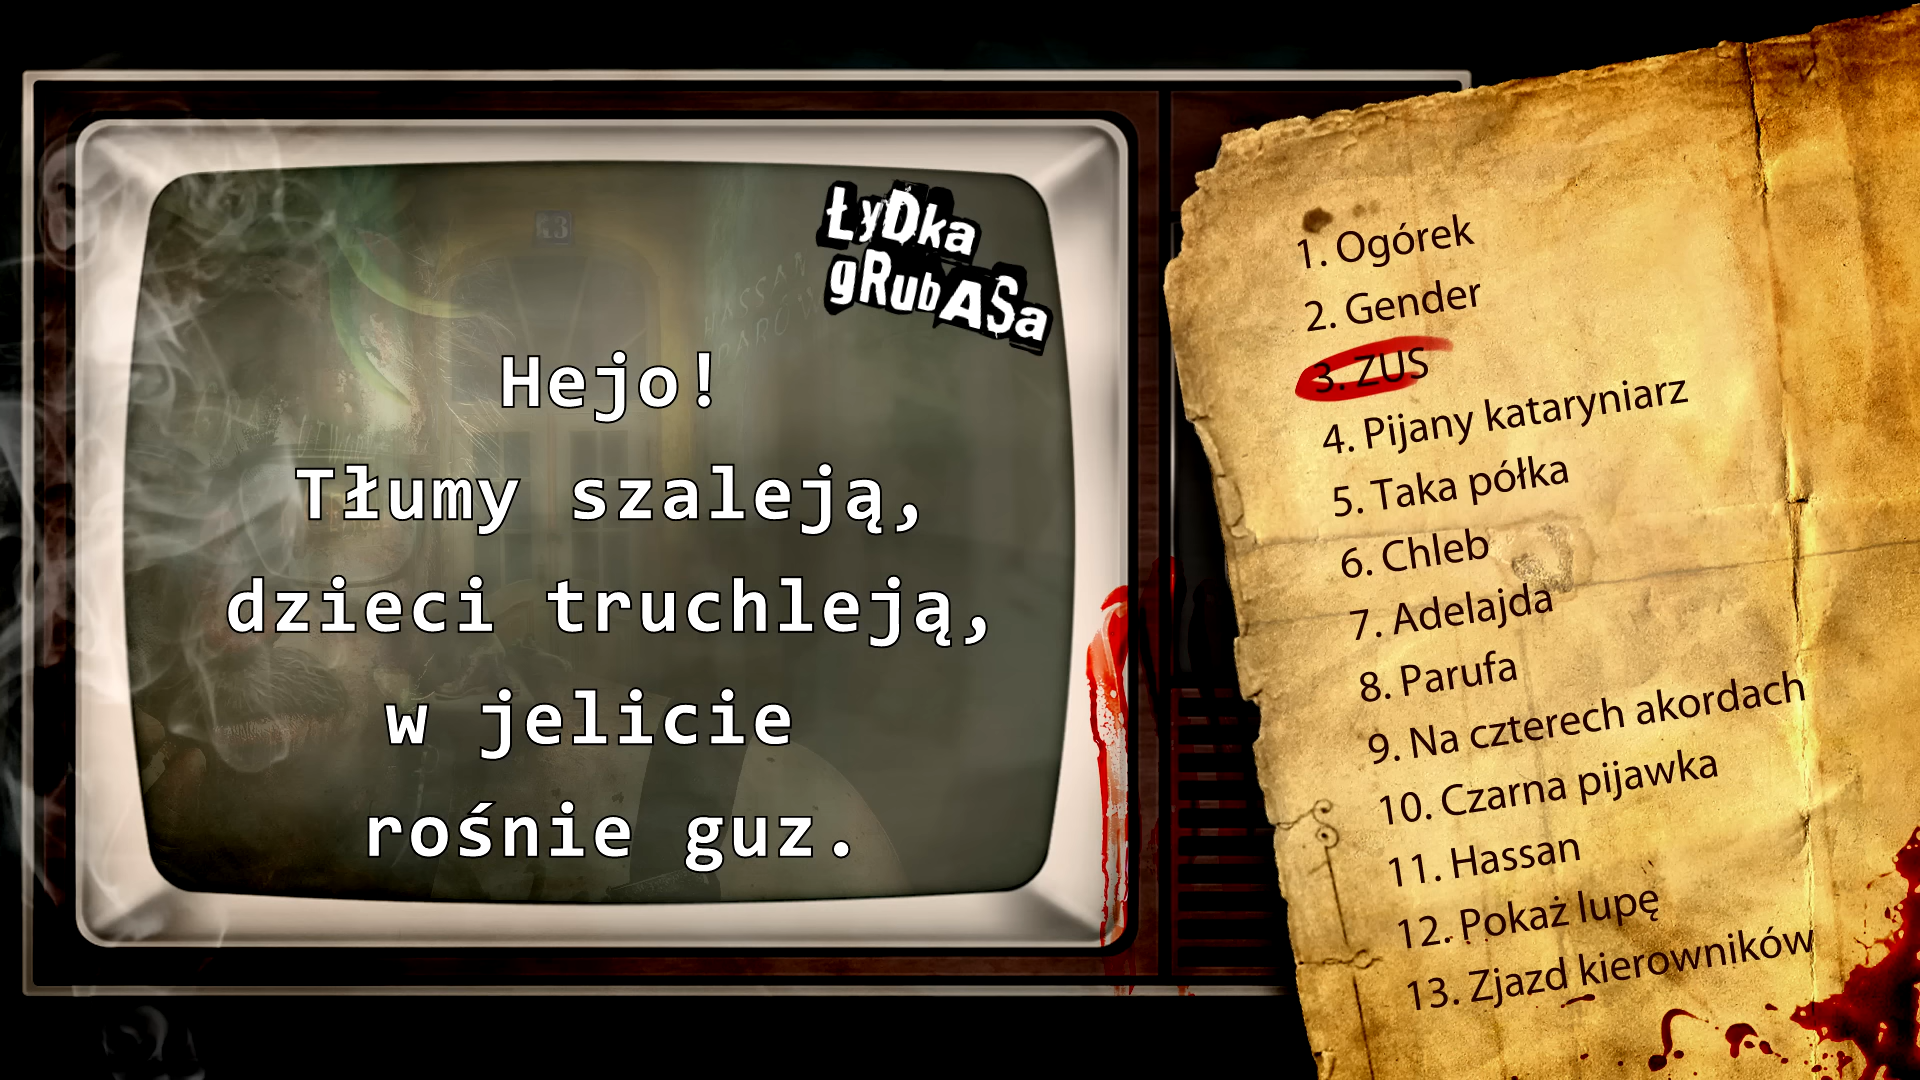 ŁyDka
gRubASa
Hejo!
Tłumy szaleją,
dzieci truchleją,
w jelicie
rośnie guz.
1. Ogórek
2. Gender
3. ZUS
4. Pijany kataryniarz
5. Taka półka
6. Chleb
7. Adelajda
8. Parufa
9. Na czterech akordach
10. Czarna pijawka
11. Hassan
12. Pokaż lupę
13. Zjazd kierowników